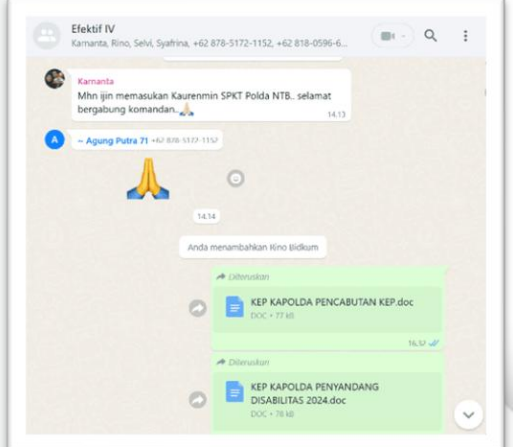 Efektif IV
Karnanta, Rino, Selvi, Syafrina, +62 878-5172-1152, +62 818-0596-6...
Karnanta
Mhn ijin memasukan Kaurenmin SPKT Polda NTB.. selamat
bergabung komandan..🙏
14.13
A
~ Agung Putra 71 +62 878-5172-1152
🙏
14.14
Anda menambahkan Rino Bidkum
Diteruskan
KEP KAPOLDA PENCABUTAN KEP.doc
DOC • 77 kB
16.32
Diteruskan
KEP KAPOLDA PENYANDANG
DISABILITAS 2024.doc
DOC • 78 kB